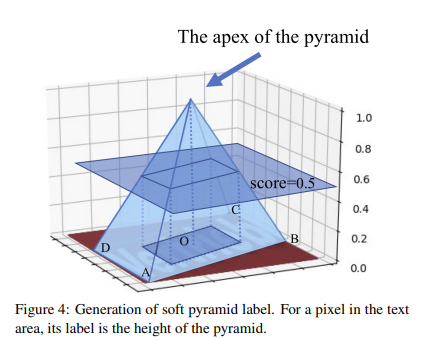 The apex of the pyramid
1.0
0.8
score=0.5
0.6
C
0.4
D
O
B
0.2
A
0.0
Figure 4: Generation of soft pyramid label. For a pixel in the text
area, its label is the height of the pyramid.